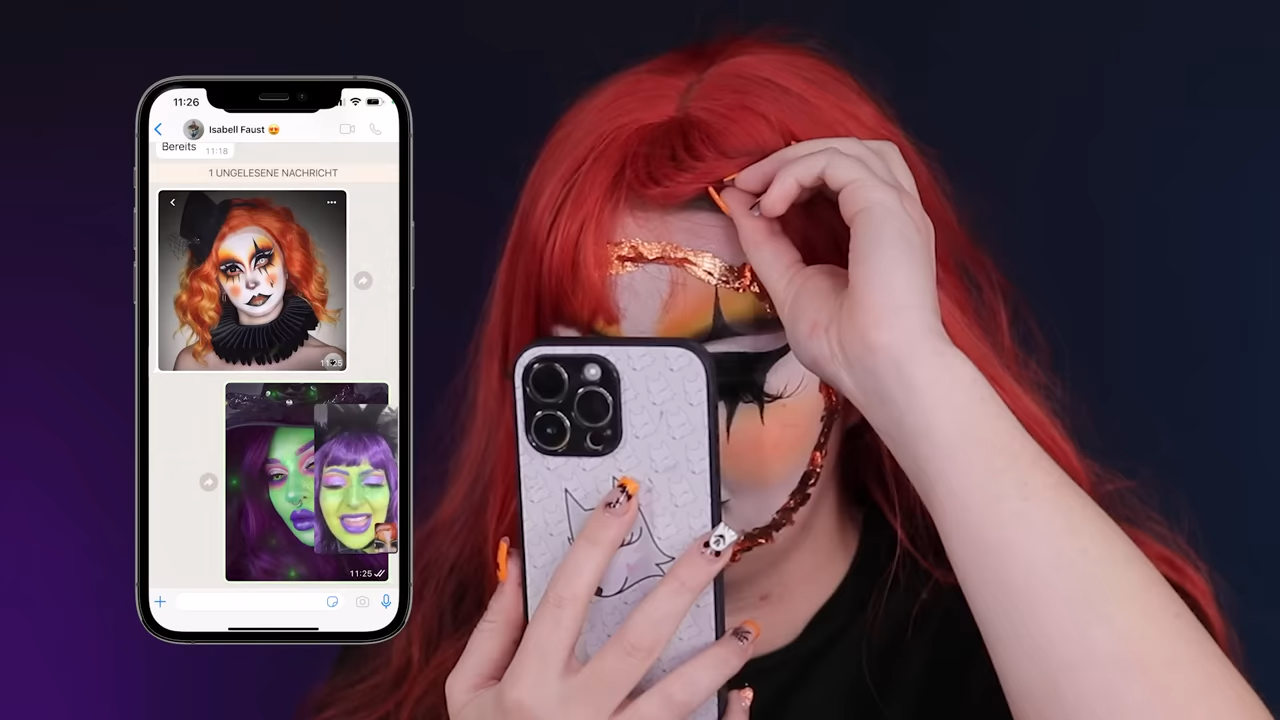 11:26
Isabell Faust 😍
Bereits 11:18
1 UNGELESENE NACHRICHT
11:25
11:25